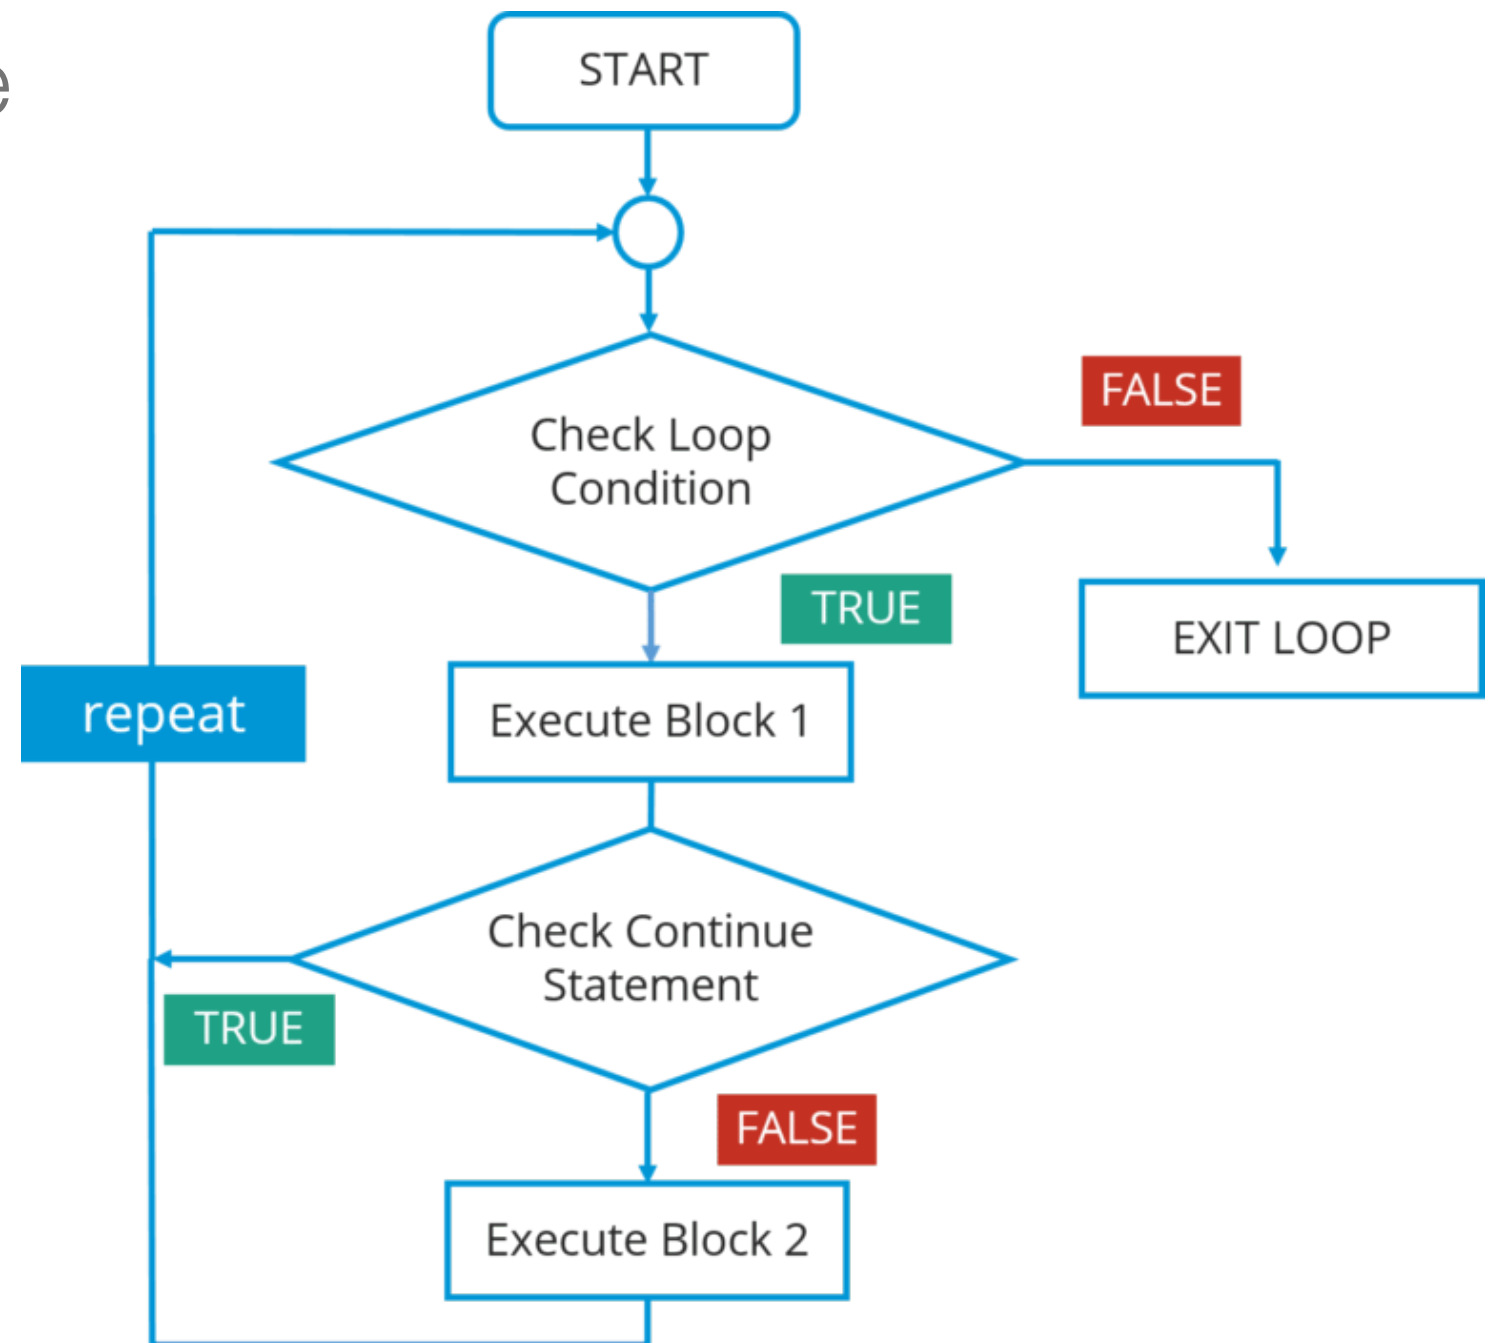 e
START
FALSE
Check Loop
Condition
TRUE
EXIT LOOP
repeat
Execute Block 1
Check Continue
Statement
TRUE
FALSE
Execute Block 2